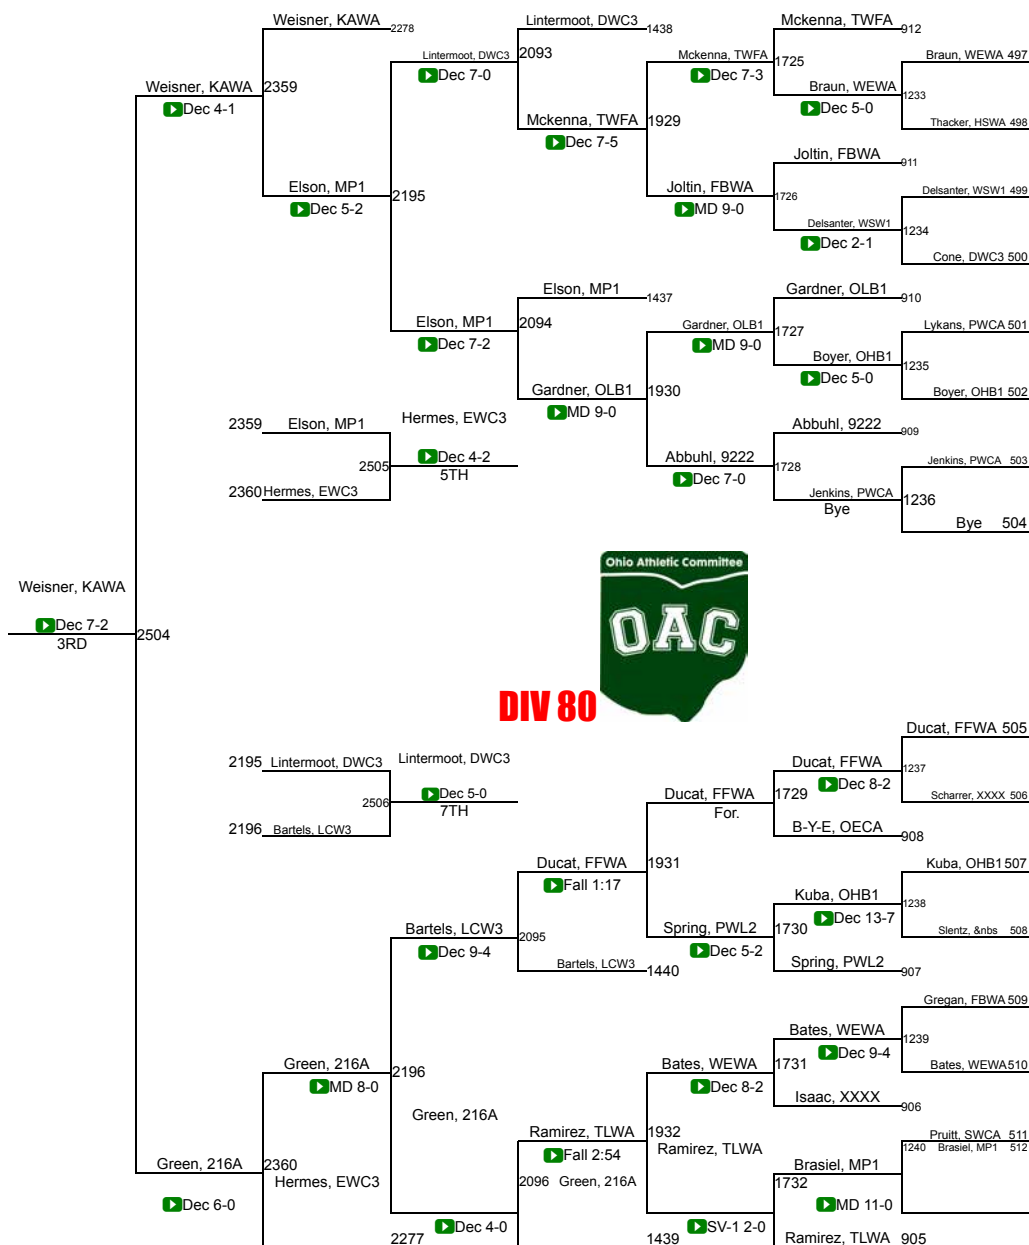 Weisner, KAWA
2278
Lintermoot, DWC3
1438
Mckenna, TWFA
912
Weisner, KAWA
2359
Dec 4-1
Lintermoot, DWC3
2093
Dec 7-0
Mckenna, TWFA
1725
Dec 7-3
Braun, WEWA 497
Braun, WEWA
1233
Dec 5-0
Thacker, HSWA 498
Mckenna, TWFA
1929
Dec 7-5
Joltin, FBWA
911
Elson, MP1
2195
Dec 5-2
Joltin, FBWA
1726
MD 9-0
Delsanter, WSW1 499
Delsanter, WSW1
1234
Dec 2-1
Cone, DWC3 500
Elson, MP1
1437
Gardner, OLB1
910
Elson, MP1
2094
Dec 7-2
Gardner, OLB1
1727
MD 9-0
Lykans, PWCA 501
Boyer, OHB1
1235
Dec 5-0
Boyer, OHB1 502
Gardner, OLB1
1930
MD 9-0
2359 Elson, MP1
Hermes, EWC3
Abbuhl, 9222
909
2505
Dec 4-2
5TH
Abbuhl, 9222
1728
Dec 7-0
Jenkins, PWCA 503
2360 Hermes, EWC3
Jenkins, PWCA
1236
Bye
Bye 504
Ohio Athletic Committee
OAC
Weisner, KAWA
Dec 7-2
2504
3RD
DIV 80
Ducat, FFWA 505
2195 Lintermoot, DWC3
Lintermoot, DWC3
Ducat, FFWA
1237
Dec 8-2
2506
Dec 5-0
7TH
Ducat, FFWA
1729
For.
Scharrer, XXXX 506
2196 Bartels, LCW3
B-Y-E, OECA
908
Ducat, FFWA
1931
Fall 1:17
Kuba, OHB1 507
Kuba, OHB1
1238
Dec 13-7
Bartels, LCW3
2095
Dec 9-4
Spring, PWL2
1730
Dec 5-2
Slentz, &nbs 508
Bartels, LCW3
1440
Spring, PWL2
907
Gregan, FBWA 509
Bates, WEWA
1239
Dec 9-4
Green, 216A
2196
MD 8-0
Bates, WEWA
1731
Dec 8-2
Bates, WEWA 510
Isaac, XXXX
906
Green, 216A
Ramirez, TLWA
1932
Fall 2:54
Ramirez, TLWA
Pruitt, SWCA 511
1240 Brasiel, MP1 512
Green, 216A
2360
Dec 6-0
Hermes, EWC3
2096 Green, 216A
Brasiel, MP1
1732
MD 11-0
Dec 4-0
SV-1 2-0
2277
1439
Ramirez, TLWA 905